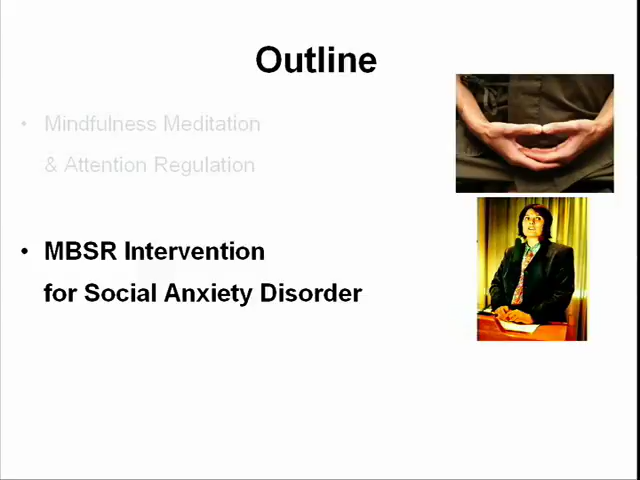 Outline
• Mindfulness Meditation
& Attention Regulation
• MBSR Intervention
for Social Anxiety Disorder